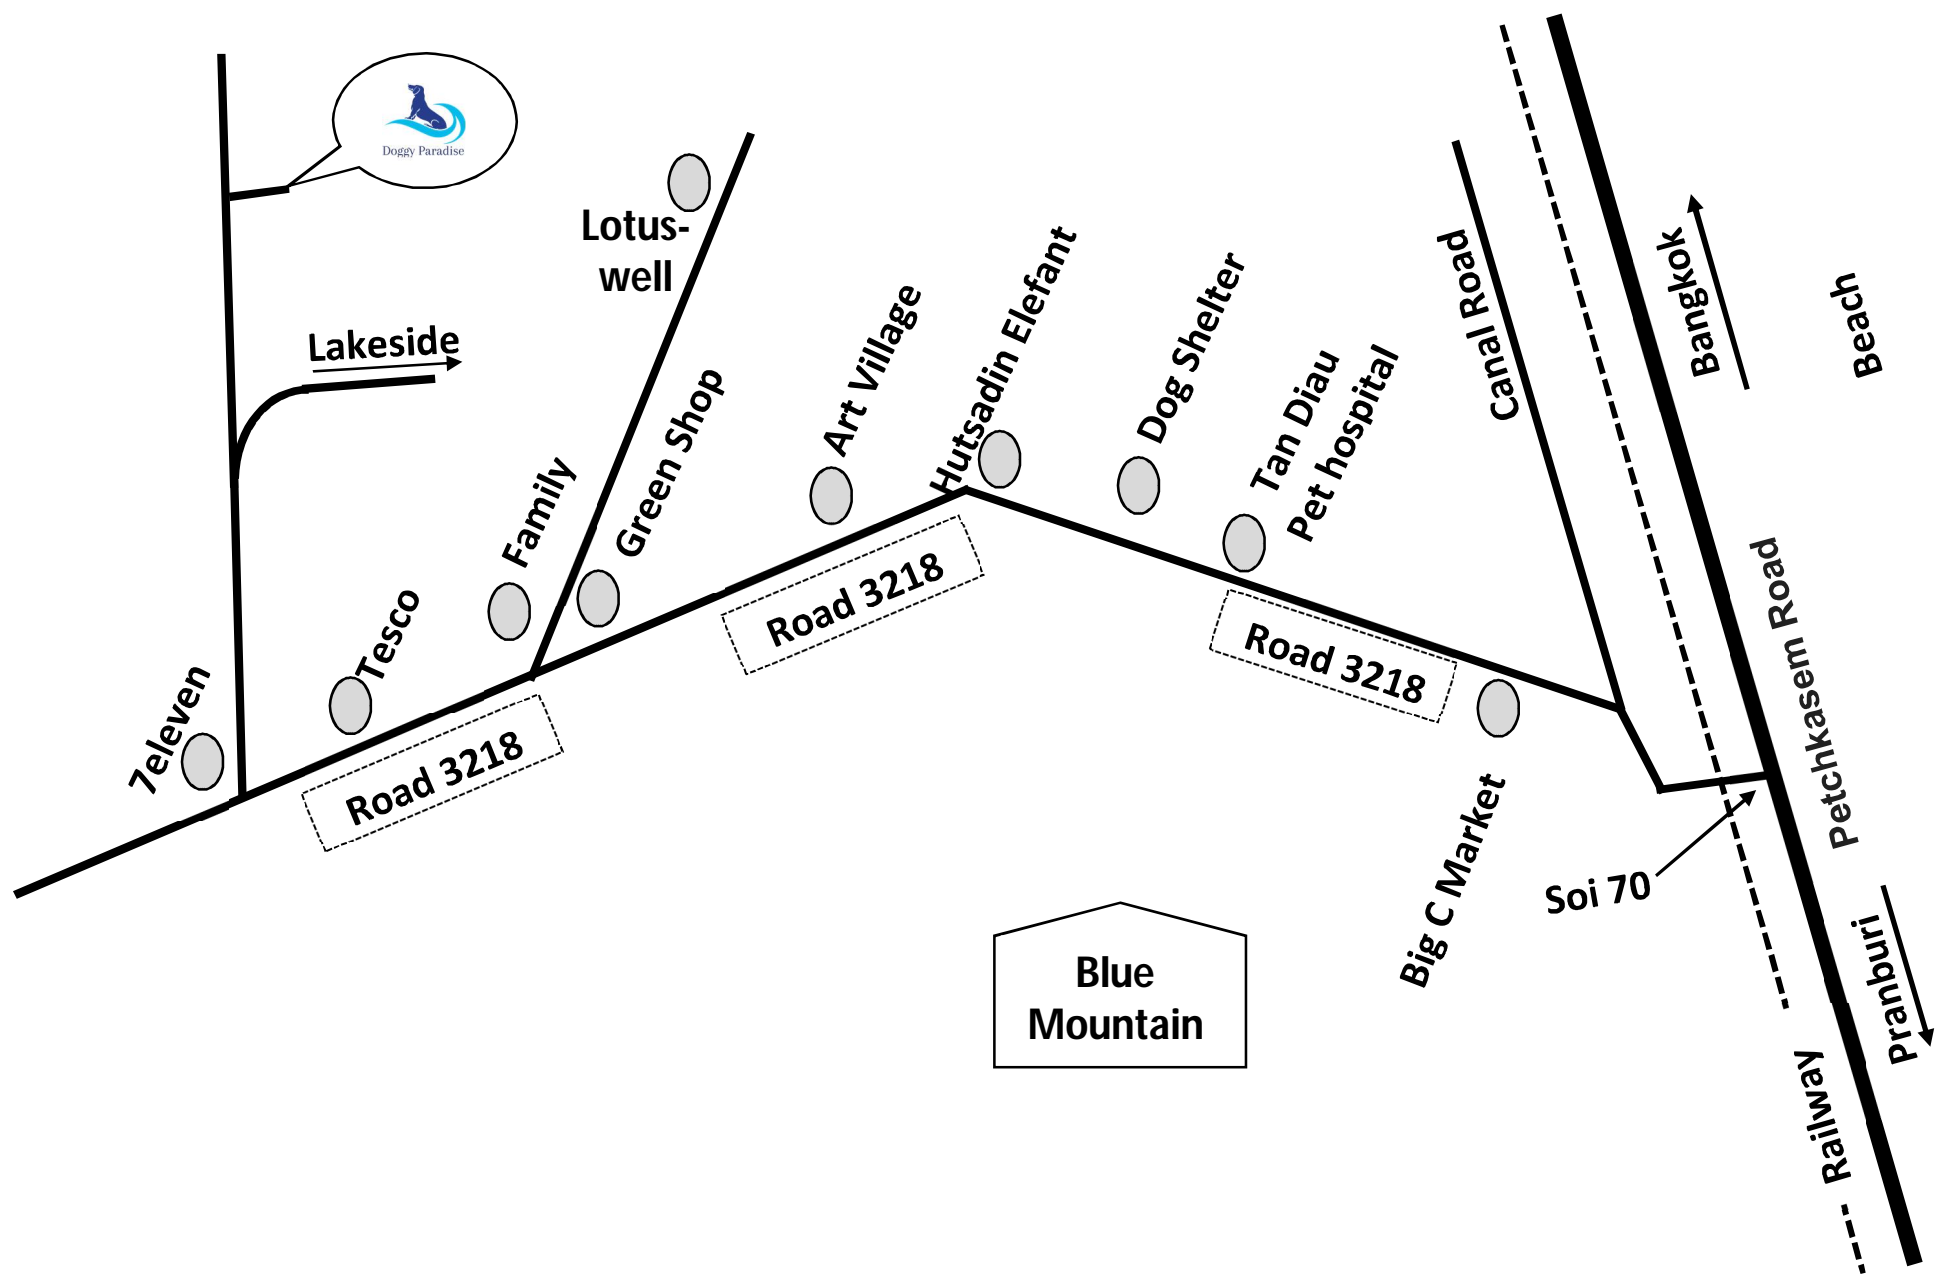 Doggy Paradise
Lotus-
well
Lakeside
7eleven
Tesco
Family
Green Shop
Art Village
Hutsadin Elefant
Dog Shelter
Tan Diau
Pet hospital
Canal Road
Bangkok
Beach
Road 3218
Road 3218
Road 3218
Petchkasem Road
Big C Market
Soi 70
Pranburi
Railway
Blue
Mountain